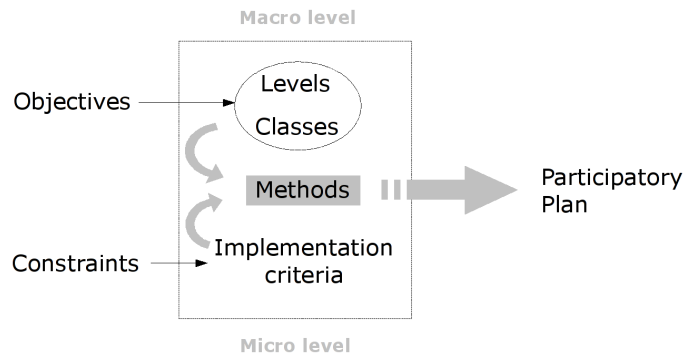 Macro level
Levels
Objectives
Classes
Methods
Participatory
Plan
Implementation
criteria
Constraints
Micro level